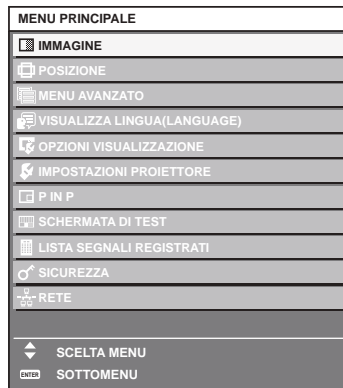 MENU PRINCIPALE
IMMAGINE
POSIZIONE
MENU AVANZATO
VISUALIZZA LINGUA(LANGUAGE)
OPZIONI VISUALIZZAZIONE
IMPOSTAZIONI PROIETTORE
P IN P
SCHERMATA DI TEST
LISTA SEGNALI REGISTRATI
SICUREZZA
RETE
SCELTA MENU
ENTER SOTTOMENU